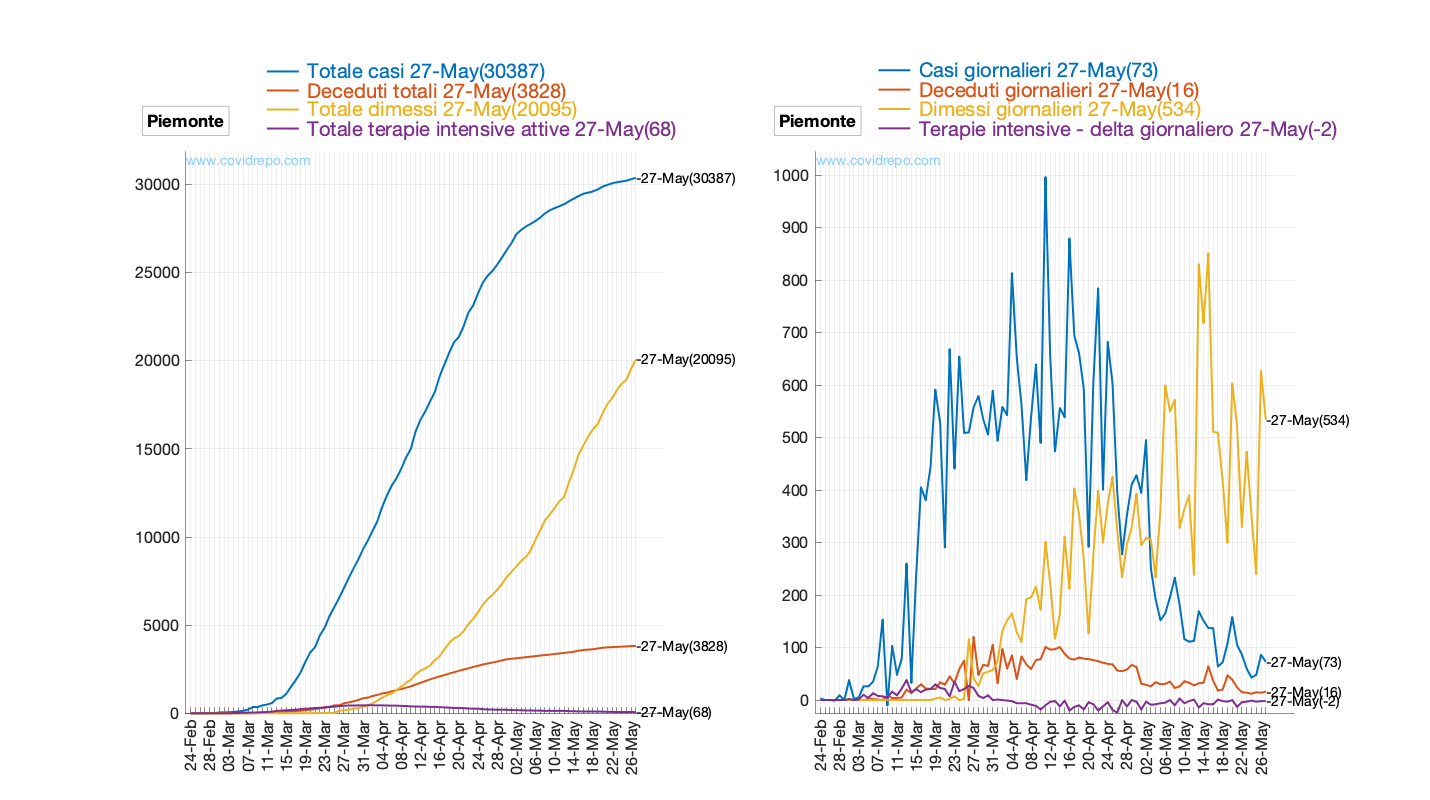 Totale casi 27-May(30387)
Deceduti totali 27-May(3828)
Totale dimessi 27-May(20095)
Totale terapie intensive attive 27-May(68)
Piemonte
www.covidrepo.com
30000
25000
20000
15000
10000
5000
0
-27-May(30387)
-27-May(20095)
-27-May(3828)
-27-May(68)
24-Feb
28-Feb
03-Mar
07-Mar
11-Mar
15-Mar
19-Mar
23-Mar
27-Mar
31-Mar
04-Apr
08-Apr
12-Apr
16-Apr
20-Apr
24-Apr
28-Apr
02-May
06-May
10-May
14-May
18-May
22-May
26-May
Casi giornalieri 27-May(73)
Deceduti giornalieri 27-May(16)
Dimessi giornalieri 27-May(534)
Terapie intensive - delta giornaliero 27-May(-2)
Piemonte
www.covidrepo.com
1000
900
800
700
600
500
400
300
200
100
0
-27-May(534)
-27-May(73)
-27-May(16)
-27-May(-2)
24-Feb
28-Feb
03-Mar
07-Mar
11-Mar
15-Mar
19-Mar
23-Mar
27-Mar
31-Mar
04-Apr
08-Apr
12-Apr
16-Apr
20-Apr
24-Apr
28-Apr
02-May
06-May
10-May
14-May
18-May
22-May
26-May